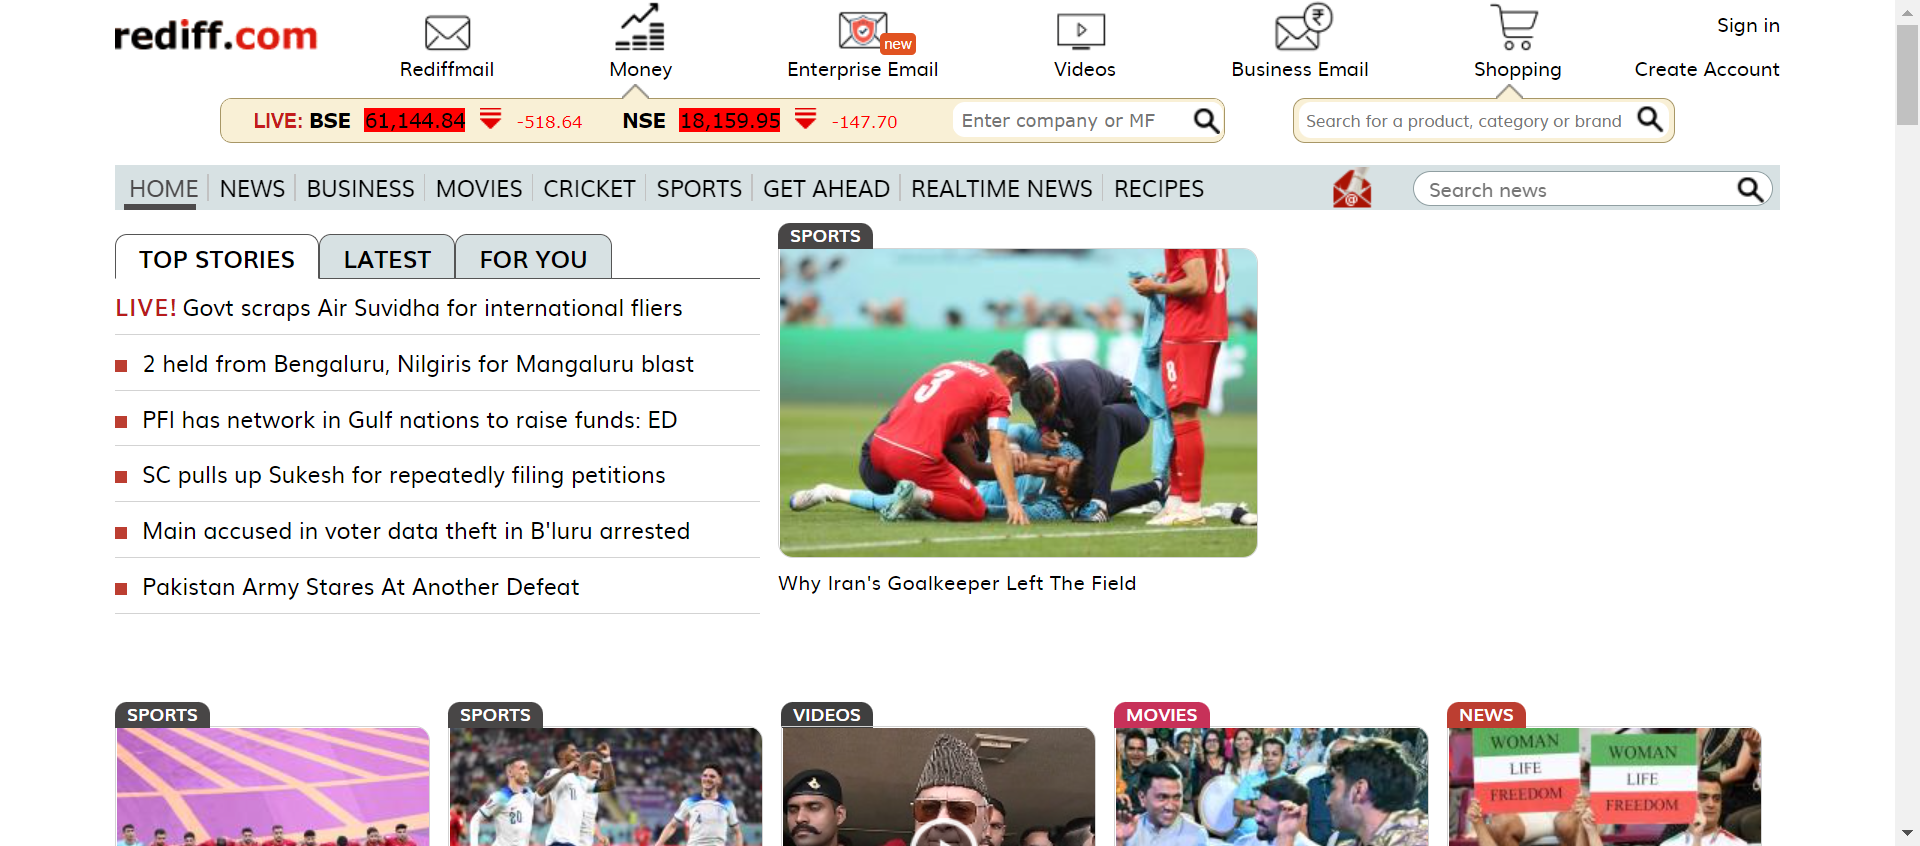 rediff.com
Rediffmail
Money
new
Enterprise Email
Videos
₹
Business Email
Shopping
Sign in
Create Account
LIVE: BSE 61,144.84 -518.64 NSE 18,159.95 -147.70
Enter company or MF
Search for a product, category or brand
HOME NEWS BUSINESS MOVIES CRICKET SPORTS GET AHEAD REALTIME NEWS RECIPES
@
Search news
TOP STORIES LATEST FOR YOU
LIVE! Govt scraps Air Suvidha for international fliers
2 held from Bengaluru, Nilgiris for Mangaluru blast
PFI has network in Gulf nations to raise funds: ED
SC pulls up Sukesh for repeatedly filing petitions
Main accused in voter data theft in B'luru arrested
Pakistan Army Stares At Another Defeat
SPORTS
8
8
3
Why Iran's Goalkeeper Left The Field
SPORTS
SPORTS
20
11
4
VIDEOS
MOVIES
NEWS
WOMAN
LIFE
FREEDOM
WOMAN
LIFE
FREEDOM